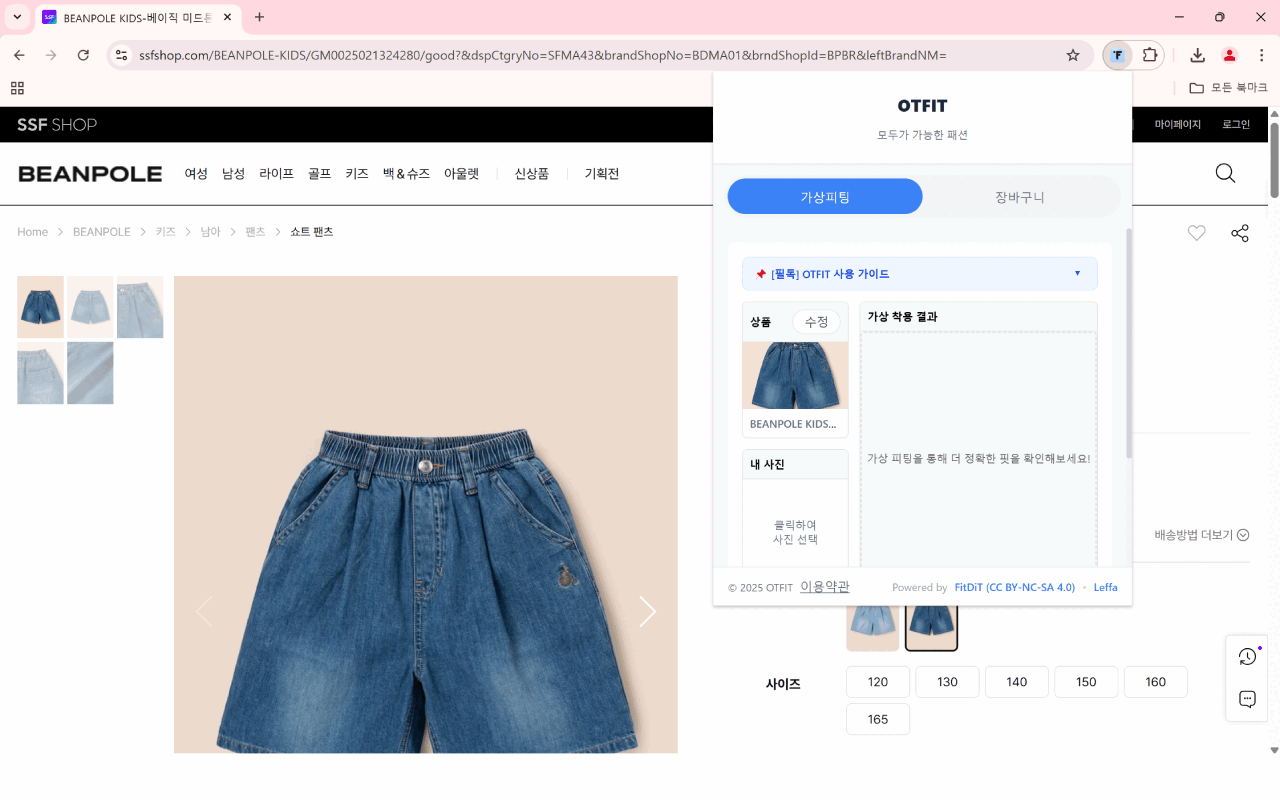 BEANPOLE KIDS-베이직 미드톤
ssfshop.com/BEANPOLE-KIDS/GM0025021324280/good?&dspCtgryNo=SFMA43&brandShopNo=BDMA01&brndShopId=BPBR&leftBrandNM=
모든 북마크
SSF SHOP
마이페이지
로그인
BEANPOLE
여성
남성
라이프
골프
키즈
백&슈즈
아울렛
신상품
기획전
Home > BEANPOLE > 키즈 > 남아 > 팬츠 > 쇼트 팬츠
OTFIT
모두가 가능한 패션
가상피팅
장바구니
[필독] OTFIT 사용 가이드
상품
수정
BEANPOLE KIDS...
내 사진
클릭하여
사진 선택
가상 착용 결과
가상 피팅을 통해 더 정확한 핏을 확인해보세요!
© 2025 OTFIT 이용약관
Powered by FitDiT (CC BY-NC-SA 4.0) · Leffa
배송방법 더보기
사이즈
120
130
140
150
160
165